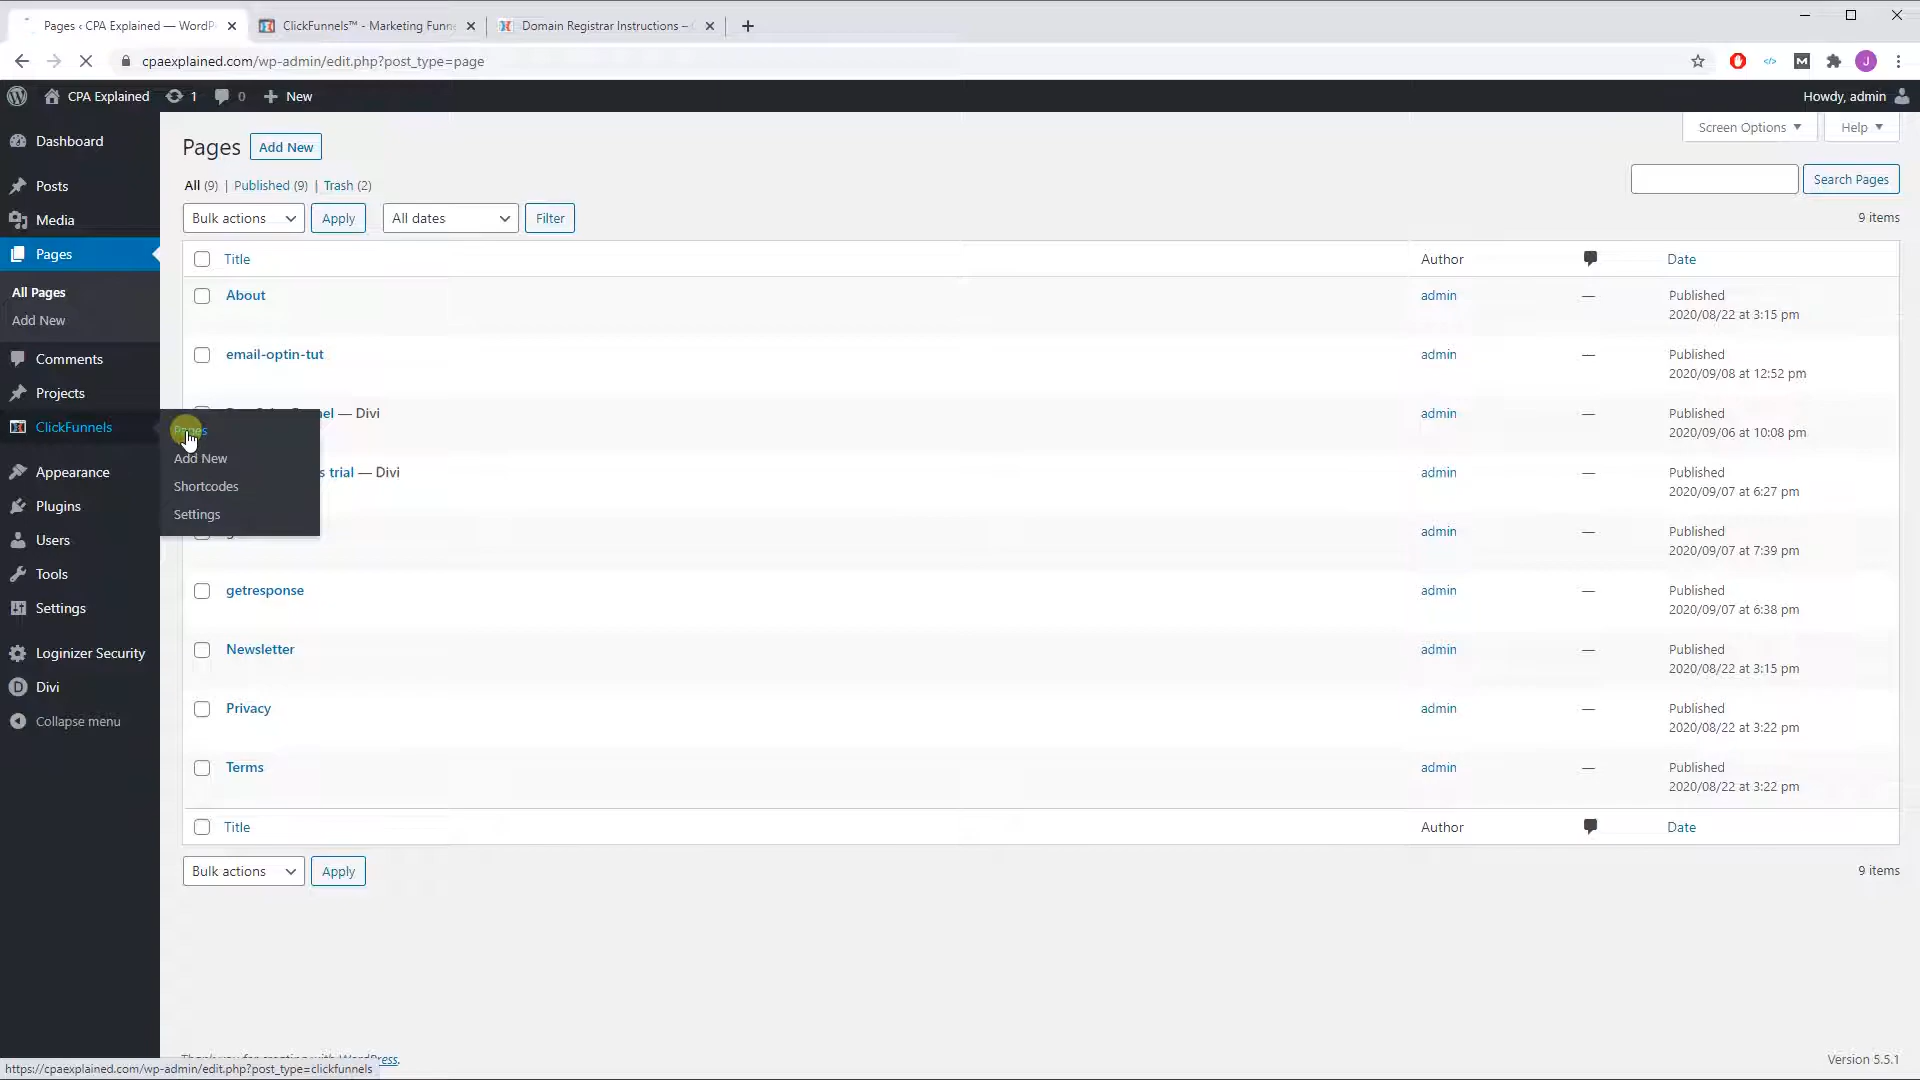 Pages ‹ CPA Explained — WordP
ClickFunnels™ - Marketing Funn
Domain Registrar Instructions –
cpaexplained.com/wp-admin/edit.php?post_type=page
CPA Explained
1
0
New
Howdy, admin
Dashboard
Posts
Media
Pages
All Pages
Add New
Comments
Projects
ClickFunnels
Appearance
Plugins
Users
Tools
Settings
Loginizer Security
Divi
Collapse menu
Pages
Add New
Shortcodes
Settings
Screen Options
Help
Pages
Add New
All (9) | Published (9) | Trash (2)
Search Pages
Bulk actions
Apply
All dates
Filter
9 items
Title Author Date
About admin — Published
2020/08/22 at 3:15 pm
email-optin-tut admin — Published
2020/09/08 at 12:52 pm
nel — Divi admin — Published
2020/09/06 at 10:08 pm
s trial — Divi admin — Published
2020/09/07 at 6:27 pm
admin — Published
2020/09/07 at 7:39 pm
getresponse admin — Published
2020/09/07 at 6:38 pm
Newsletter admin — Published
2020/08/22 at 3:15 pm
Privacy admin — Published
2020/08/22 at 3:22 pm
Terms admin — Published
2020/08/22 at 3:22 pm
Title Author Date
Bulk actions
Apply
9 items
Thank you for creating with WordPress.
Version 5.5.1
https://cpaexplained.com/wp-admin/edit.php?post_type=clickfunnels